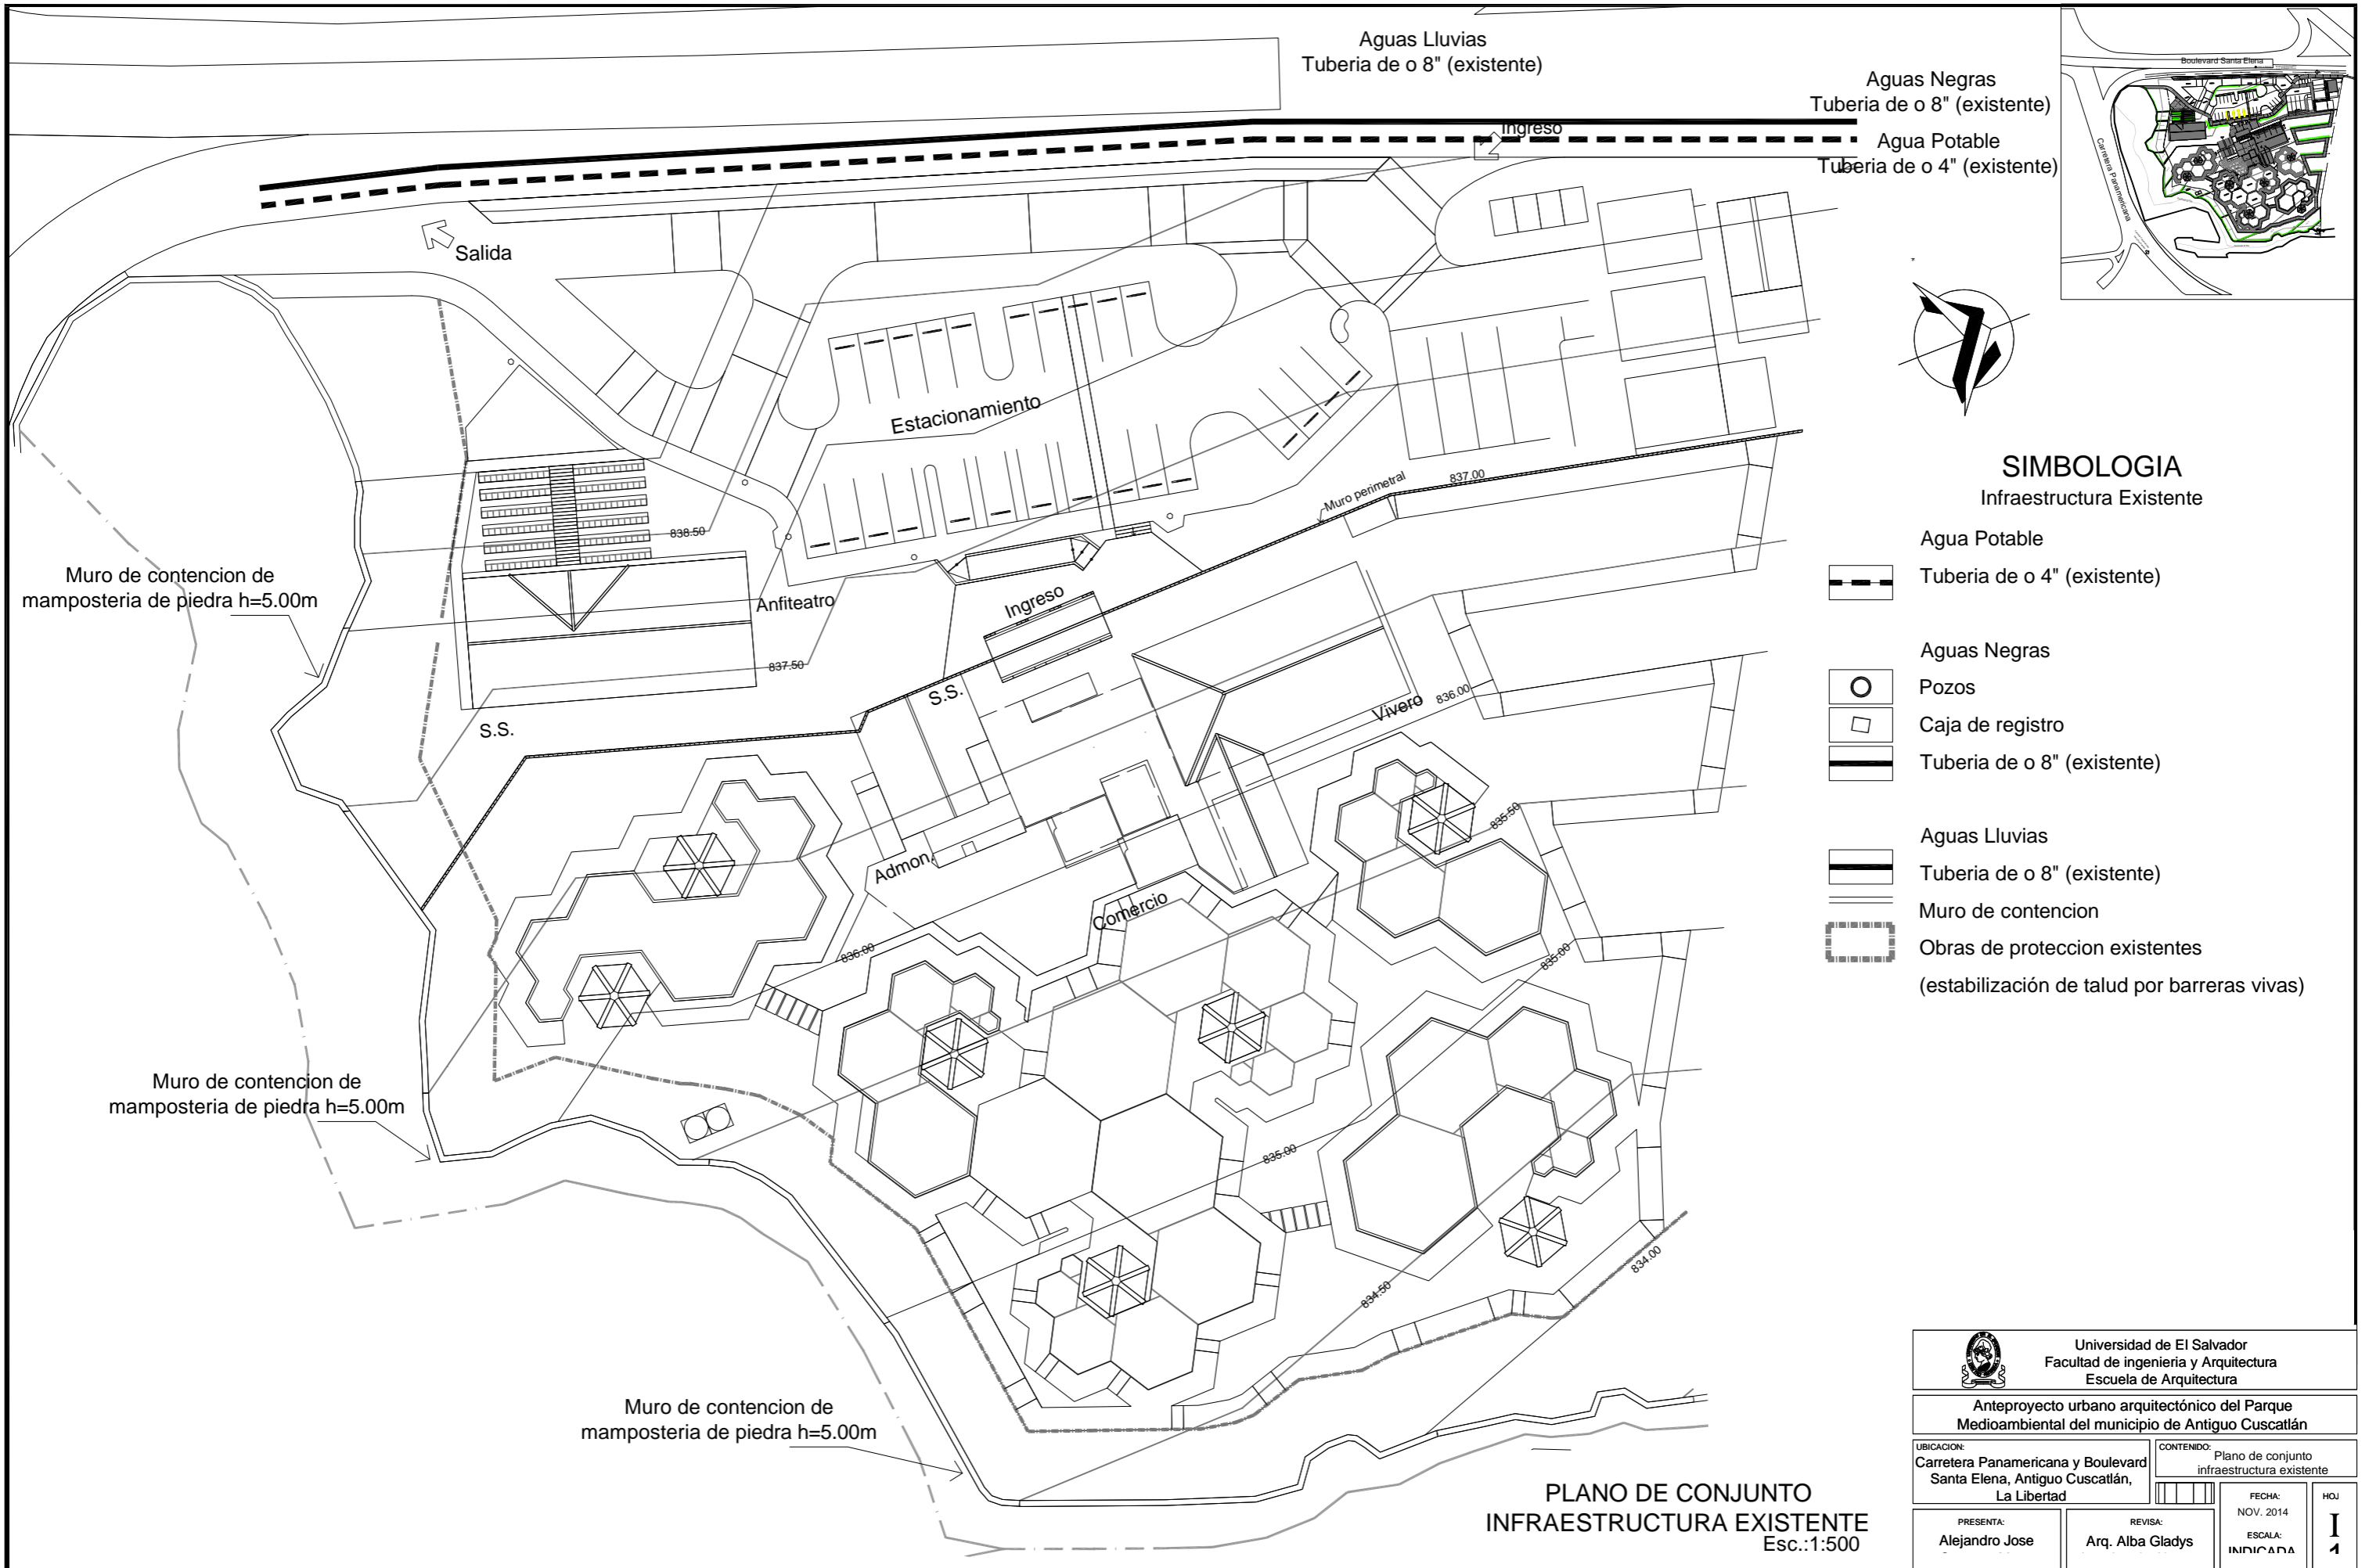 Aguas Lluvias
Tuberia de o 8" (existente)
Aguas Negras
Tuberia de o 8" (existente)
Agua Potable
Tuberia de o 4" (existente)
Ingreso
Salida
Boulevard Santa Elena
Carretera Panamericana
Estacionamiento
Muro perimetral
837.00
838.50
Anfiteatro
Ingreso
837.50
S.S.
S.S.
Vivero
836.00
835.50
Admon.
Comercio
836.00
835.00
835.00
834.50
834.00
Muro de contencion de
mamposteria de piedra h=5.00m
Muro de contencion de
mamposteria de piedra h=5.00m
Muro de contencion de
mamposteria de piedra h=5.00m
SIMBOLOGIA
Infraestructura Existente
Agua Potable
Tuberia de o 4" (existente)
Aguas Negras
Pozos
Caja de registro
Tuberia de o 8" (existente)
Aguas Lluvias
Tuberia de o 8" (existente)
Muro de contencion
Obras de proteccion existentes
(estabilización de talud por barreras vivas)
PLANO DE CONJUNTO
INFRAESTRUCTURA EXISTENTE
Esc.:1:500
Universidad de El Salvador
Facultad de ingenieria y Arquitectura
Escuela de Arquitectura
Anteproyecto urbano arquitectónico del Parque
Medioambiental del municipio de Antiguo Cuscatlán
UBICACION:
Carretera Panamericana y Boulevard
Santa Elena, Antiguo Cuscatlán,
La Libertad
CONTENIDO:
Plano de conjunto
infraestructura existente
FECHA:
NOV. 2014
ESCALA:
INDICADA
HOJ
I
1
PRESENTA:
Alejandro Jose
REVISA:
Arq. Alba Gladys